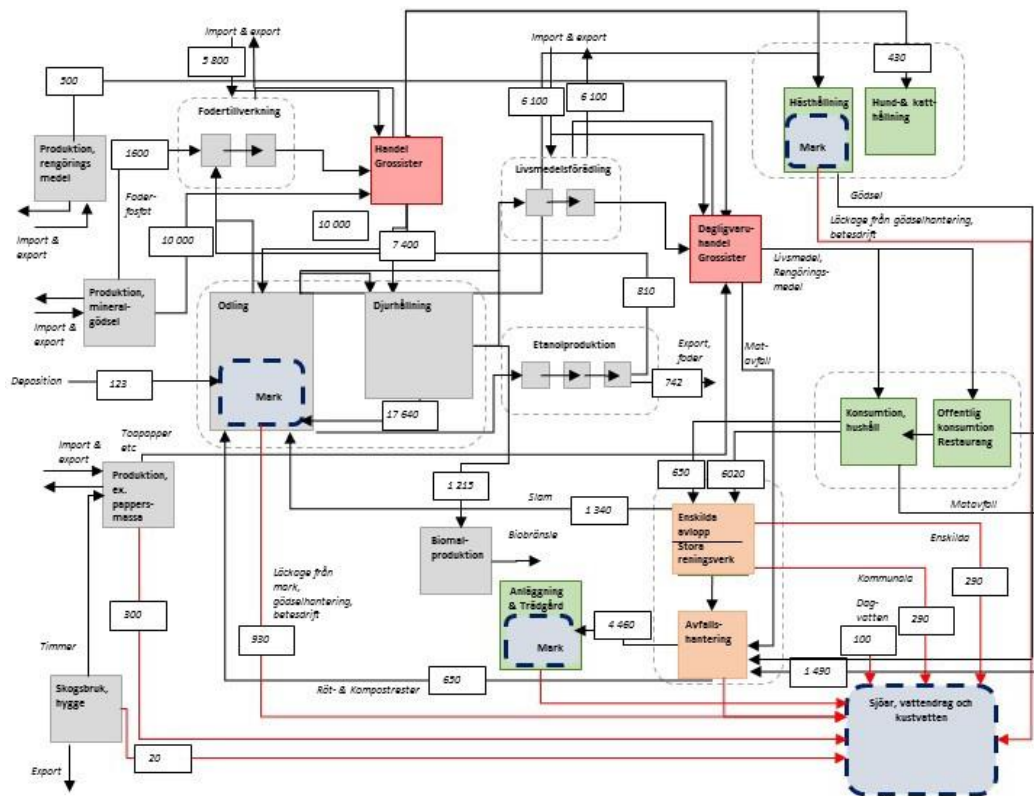 Import & export
5 800
500
Fodertillverkning
Produktion,
rengörings
medel
1600
Foder-
fosfat
Import &
export
10 000
Produktion,
mineral-
gödsel
Import &
export
Handel
Grossister
10 000
7 400
Import & export
6 100
6 100
Livsmedelsförädling
430
Hästhållning
Mark
Hund-& katt-
hållning
Gödsel
Läckage från gödselhantering,
betesdrift
Dagligvaru-
handel
Grossister
Livsmedel,
Rengörings-
medel
810
Odling
Mark
Djurhållning
17 640
Deposition
123
Etanolproduktion
Export,
foder
742
Mat-
avfall
Konsumtion,
hushåll
Offentlig
konsumtion
Restaurang
Matavfall
Toapapper
etc
Import &
export
Produktion,
ex.
pappers-
massa
650
6020
1 215
Slam
1 340
Enskilda
avlopp
Stora
reningsverk
Enskilda
Biomal-
produktion
Biobränsle
Kommunala
290
Läckage från
mark,
gödselhantering,
betesdrift
Anläggning
& Trädgård
Mark
4 460
Avfalls-
hantering
Dag-
vatten
100
290
300
930
Timmer
1 490
Röt- & Kompostrester
650
Skogsbruk,
hygge
Sjöar, vattendrag och
kustvatten
20
Export